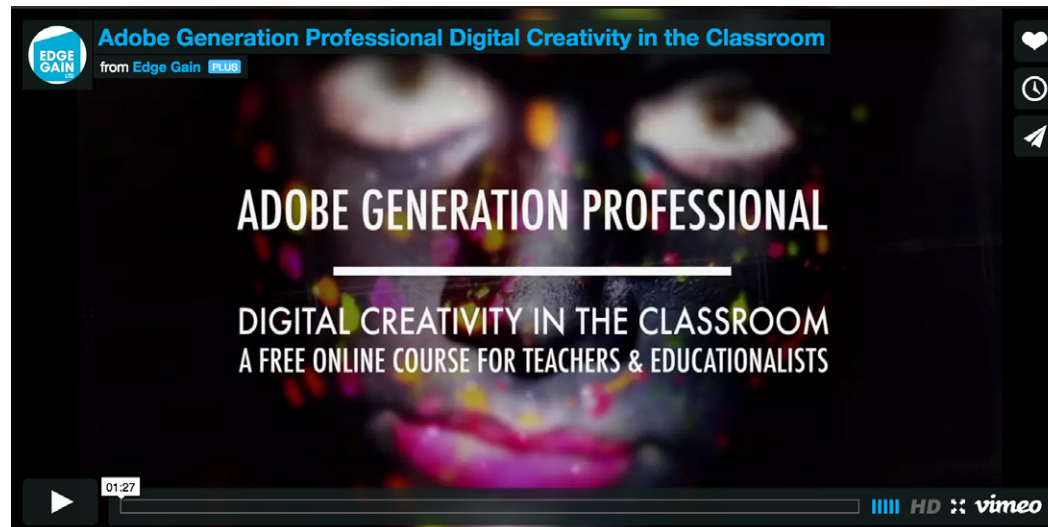 EDGE
GAIN
LTD
Adobe Generation Professional Digital Creativity in the Classroom
from Edge Gain PLUS
ADOBE GENERATION PROFESSIONAL
DIGITAL CREATIVITY IN THE CLASSROOM
A FREE ONLINE COURSE FOR TEACHERS & EDUCATIONALISTS
01:27
HD vimeo